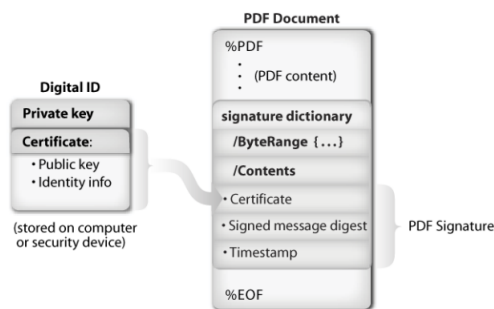 PDF Document
%PDF
(PDF content)
Digital ID
Private key
Certificate:
• Public key
• Identity info
(stored on computer
or security device)
signature dictionary
/ByteRange {...}
/Contents
• Certificate
• Signed message digest
• Timestamp
PDF Signature
%EOF